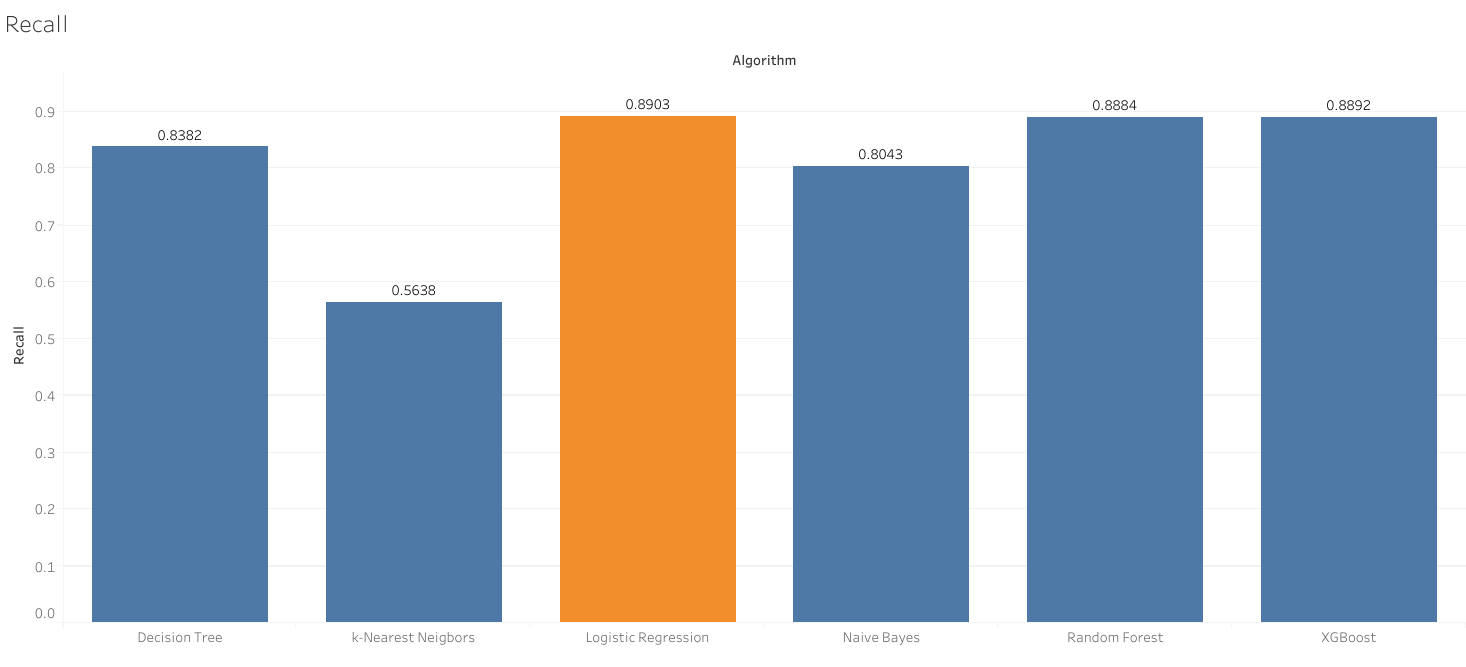 Recall
Algorithm
0.8903
0.8884
0.8892
0.9
0.8382
0.8043
0.8
0.7
0.6
0.5638
Recall
0.5
0.4
0.3
0.2
0.1
0.0
Decision Tree
k-Nearest Neigbors
Logistic Regression
Naive Bayes
Random Forest
XGBoost